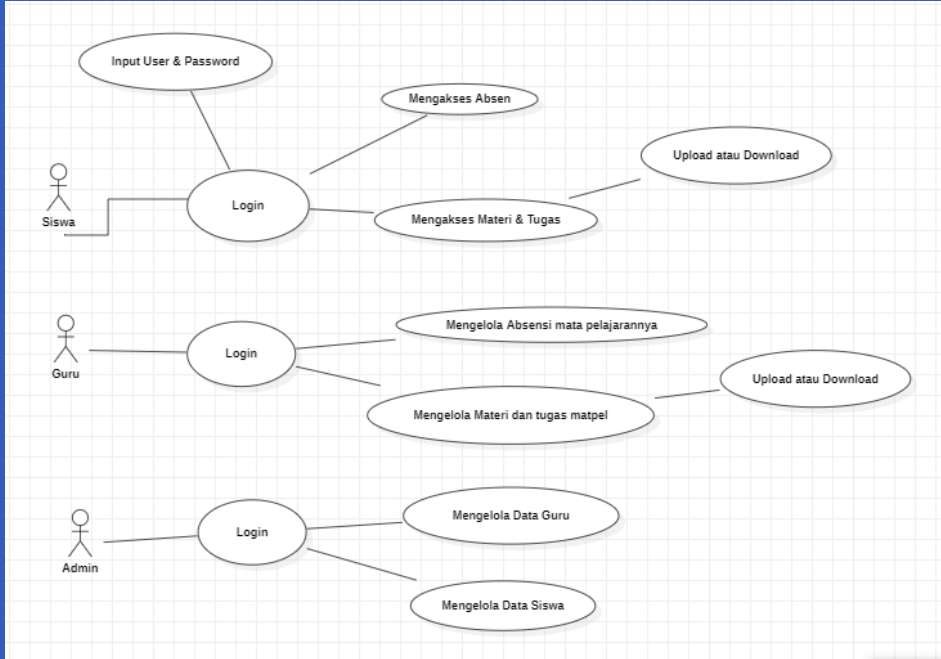 Input User & Password
Mengakses Absen
Upload atau Download
Siswa
Login
Mengakses Materi & Tugas
Guru
Login
Mengelola Absensi mata pelajarannya
Upload atau Download
Mengelola Materi dan tugas matpel
Admin
Login
Mengelola Data Guru
Mengelola Data Siswa